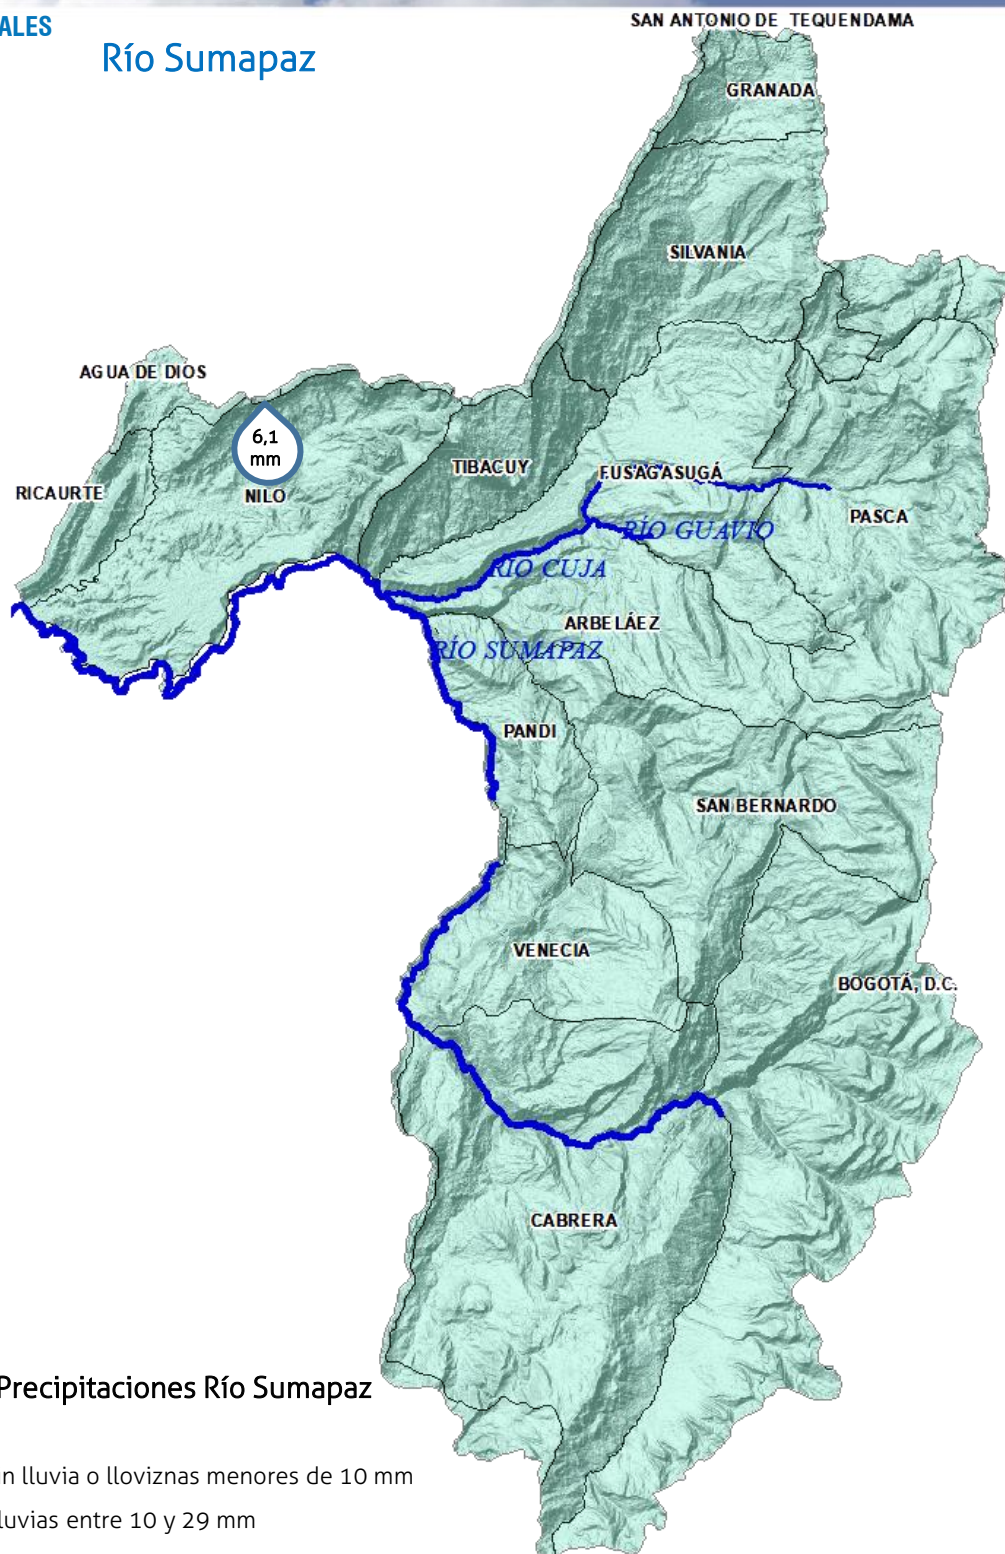 ALES
Río Sumapaz
SAN ANTONIO DE TEQUENDAMA
GRANADA
SILVANIA
AGUA DE DIOS
6,1
mm
TIBACUY
FUSAGASUGÁ
RICAURTE
NILO
PASCA
RÍO GUAVIO
RÍO CUJA
ARBELÁEZ
RÍO SUMAPAZ
PANDI
SAN BERNARDO
VENECIA
BOGOTÁ, D.C.
CABRERA
Precipitaciones Río Sumapaz
an lluvia o lloviznas menores de 10 mm
luvias entre 10 y 29 mm